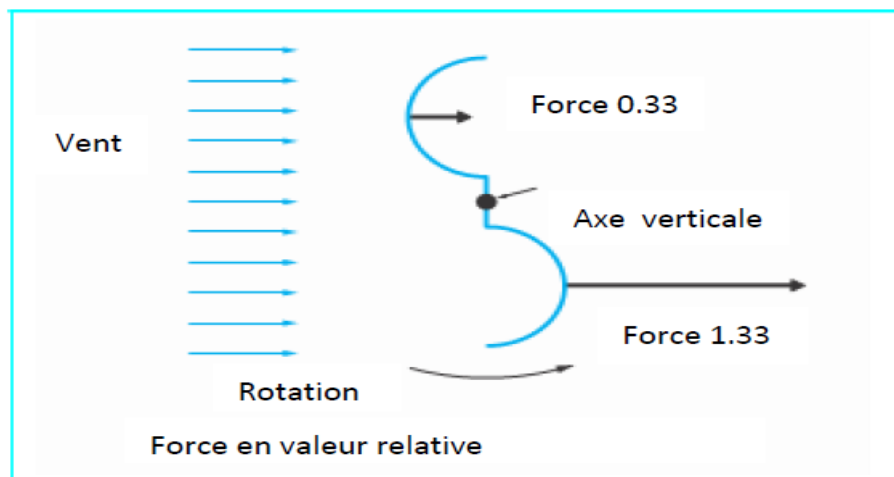 Force 0.33
Vent
Axe verticale
Force 1.33
Rotation
Force en valeur relative